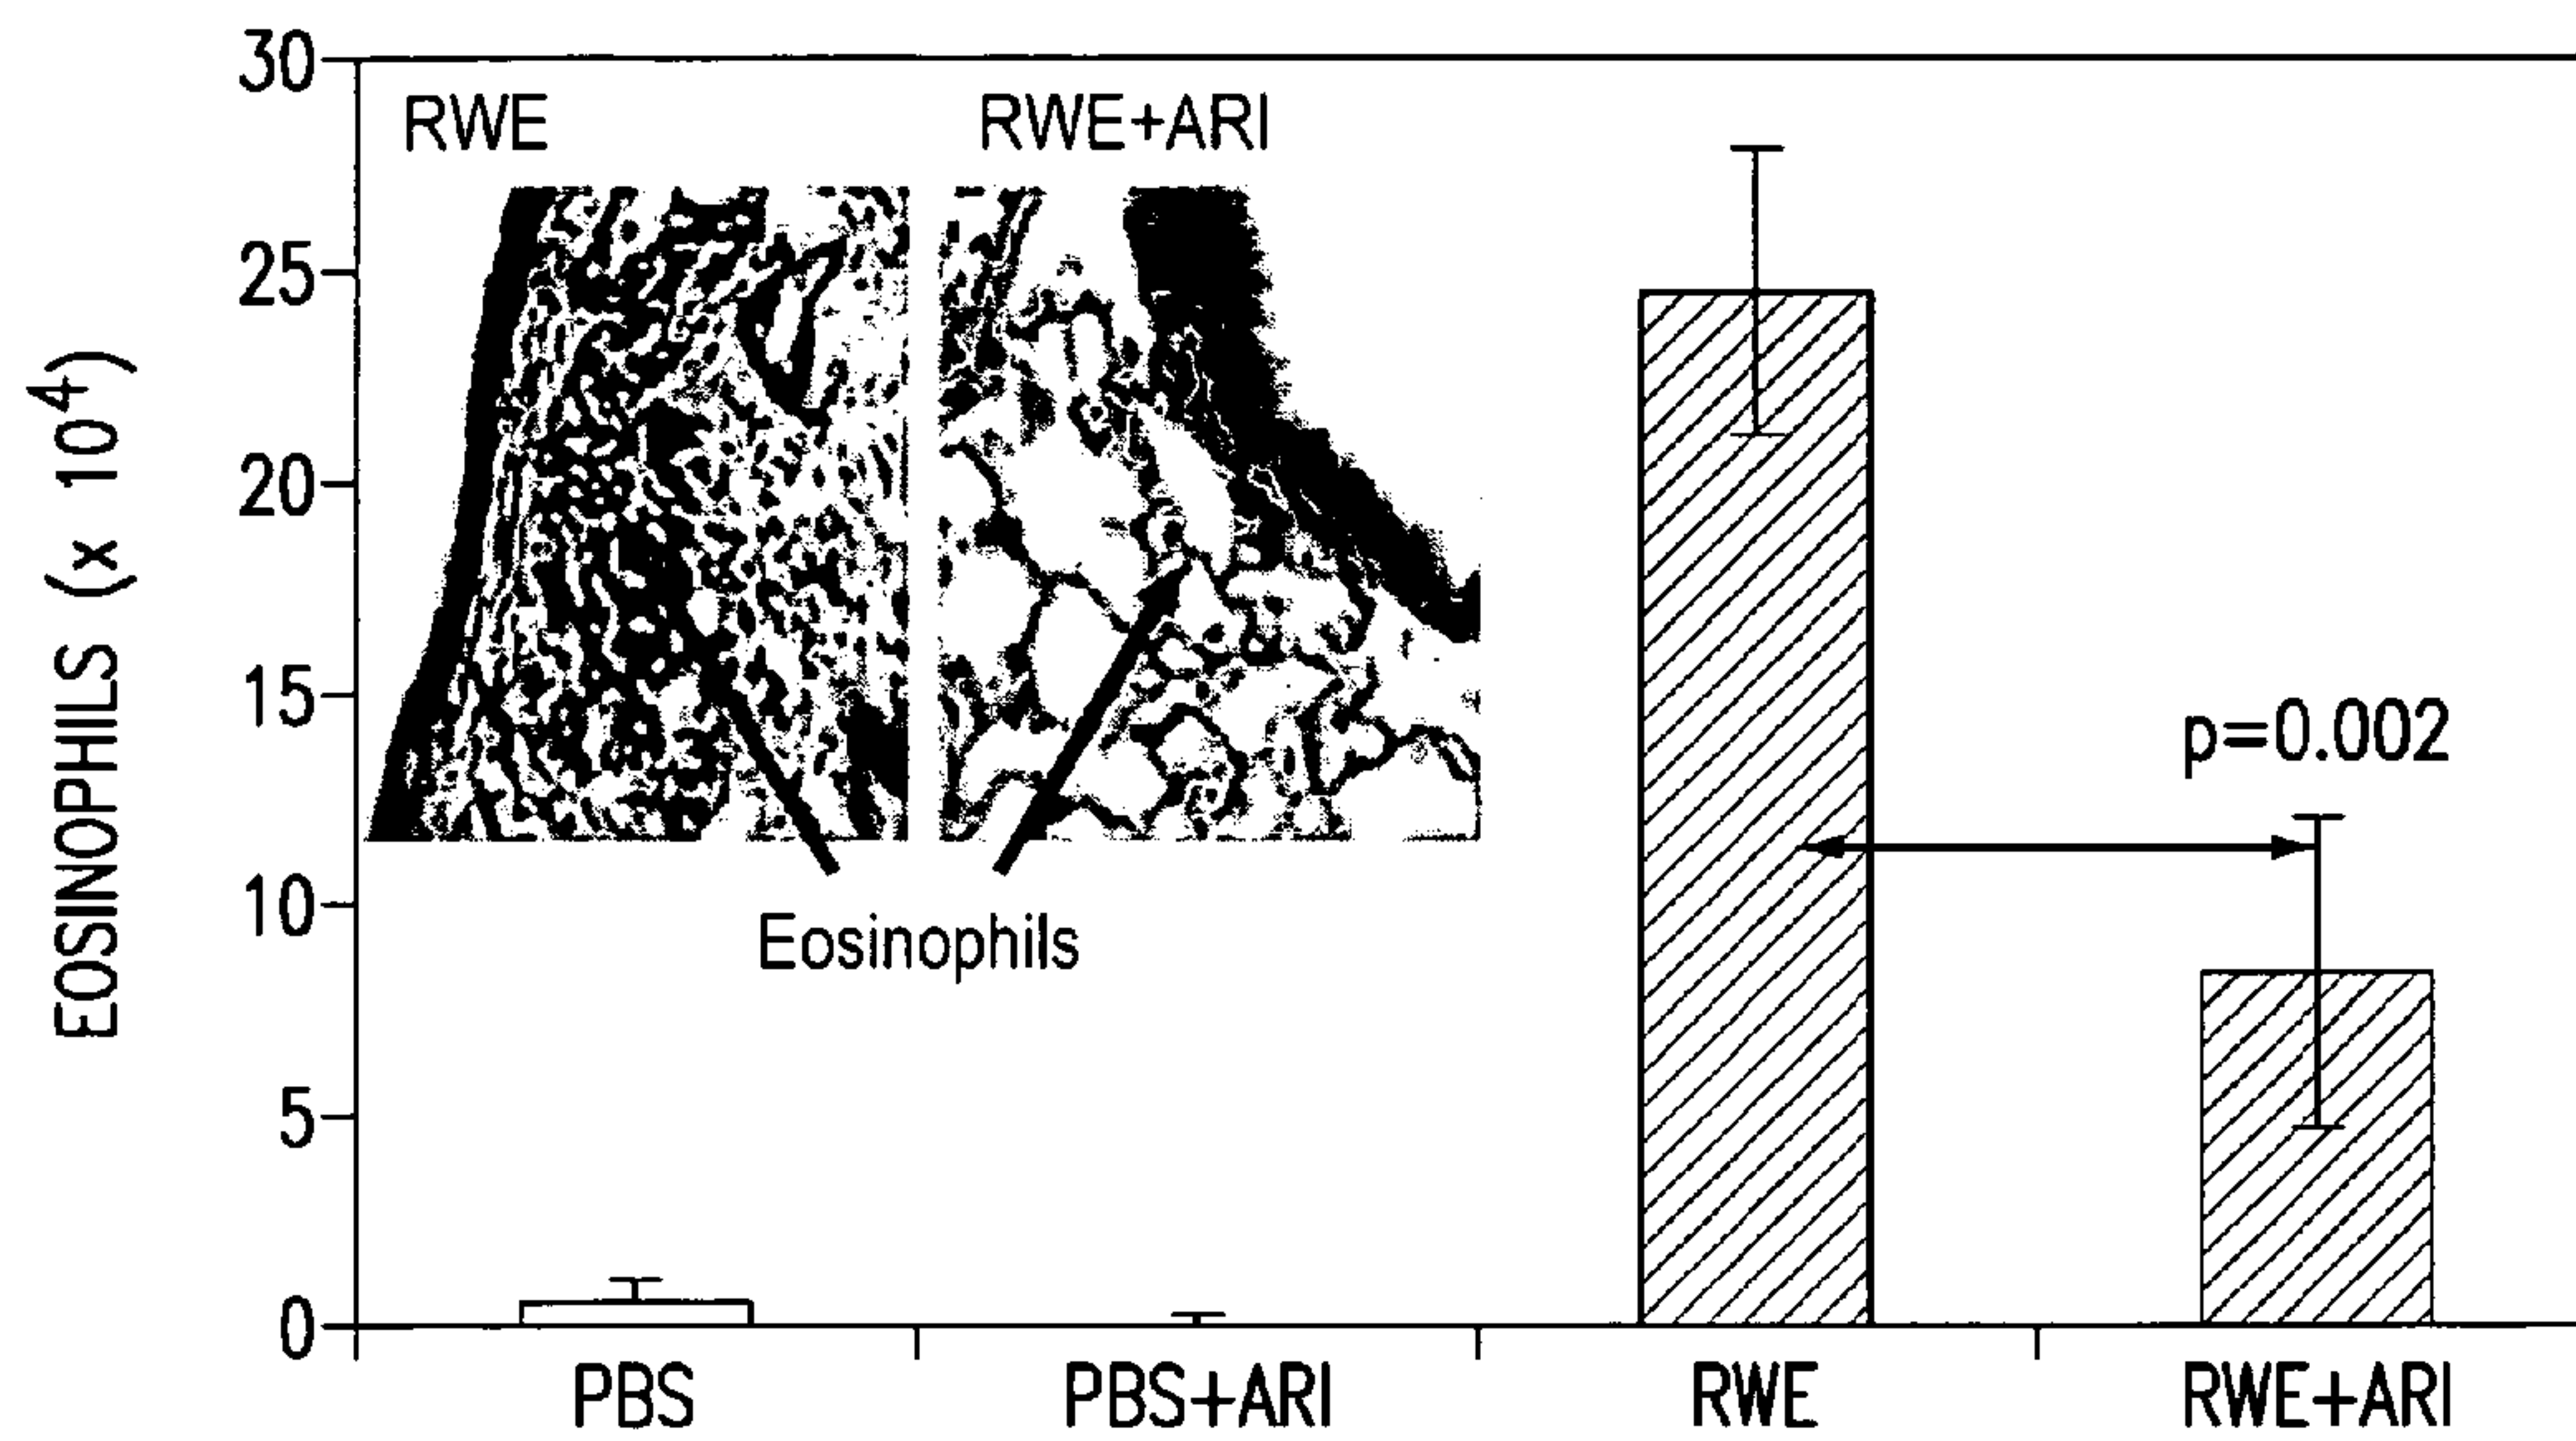 EOSINOPHILS (x 10⁴)
30
25
20
15
10
5
0
RWE
RWE+ARI
Eosinophils
p=0.002
PBS
PBS+ARI
RWE
RWE+ARI